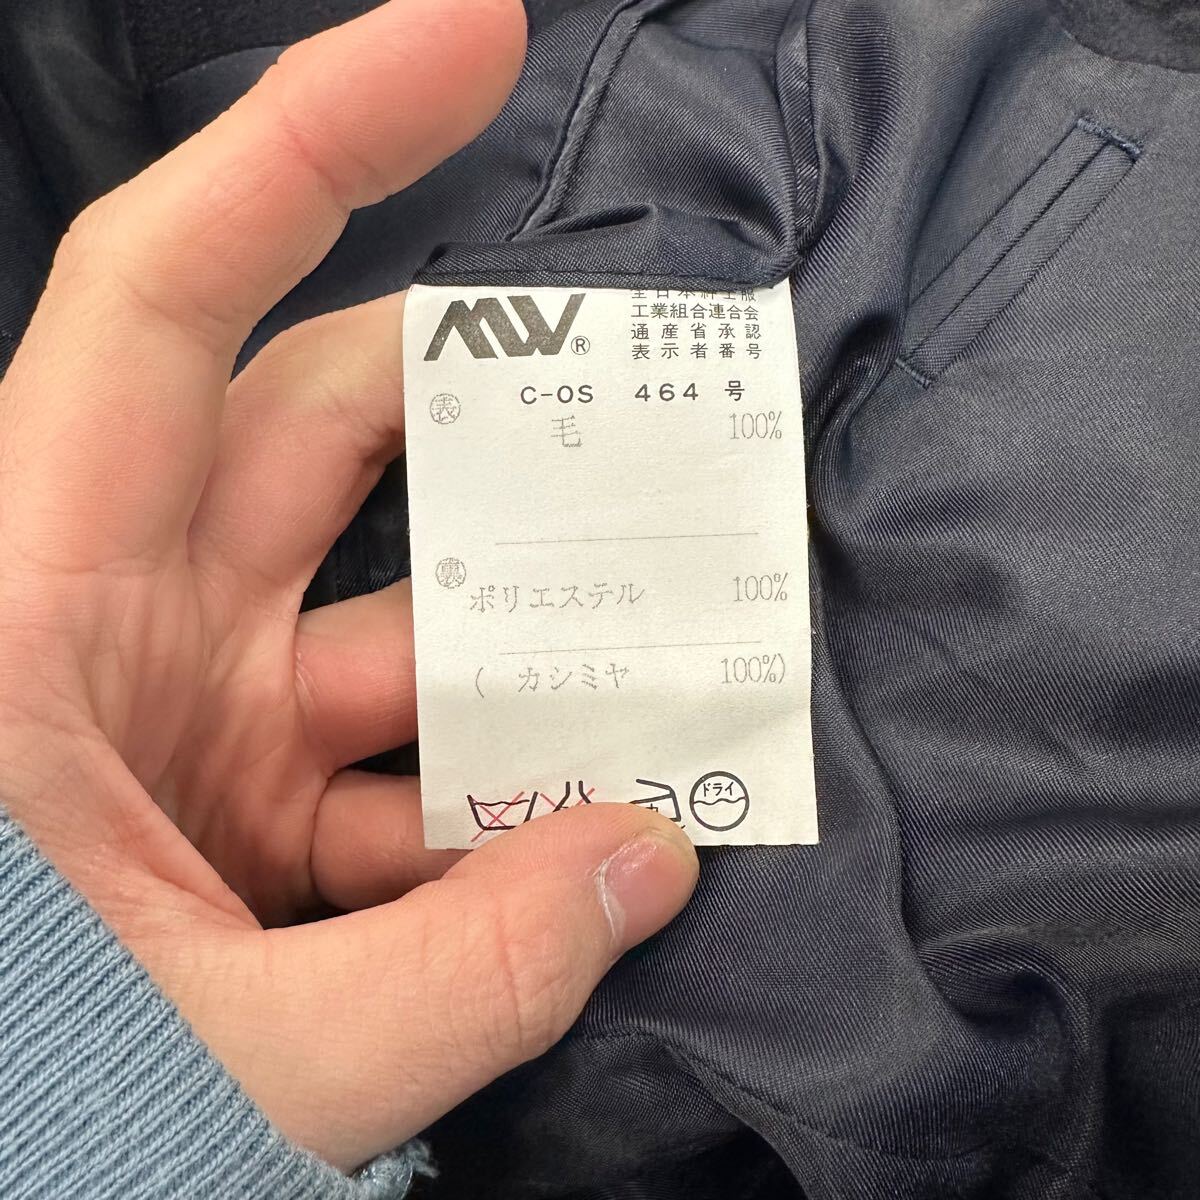 MW®
全日本紳士服
工業組合連合会
通産省承認
表示者番号
C-OS 464 号
表 毛 100%
裏 ポリエステル 100%
( カシミヤ 100%)
ドライ